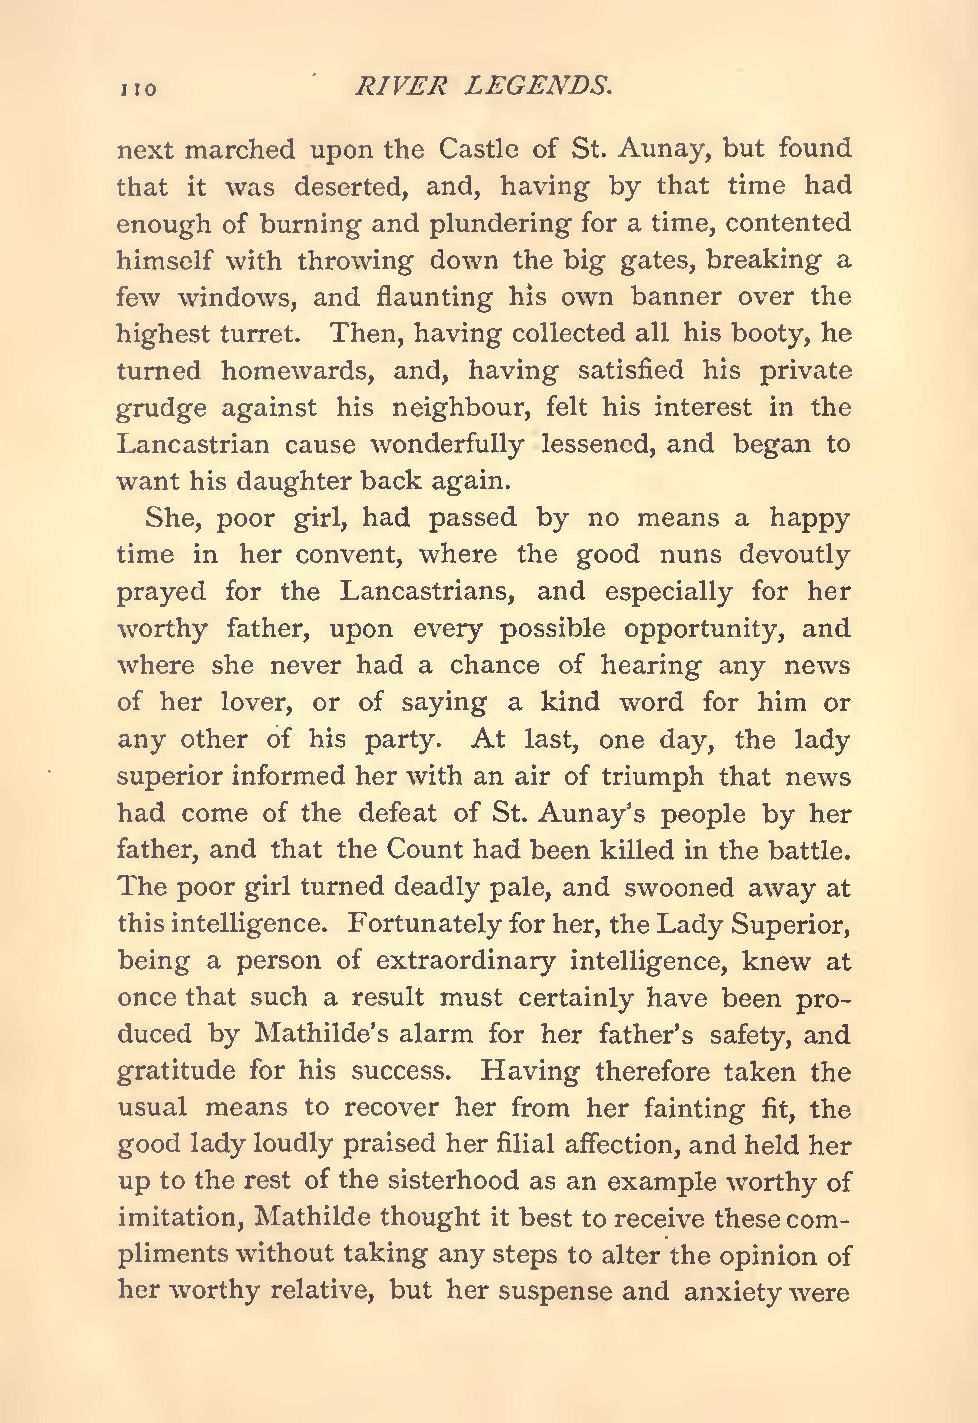 110 RIVER LEGENDS.
next marched upon the Castle of St. Aunay, but found
that it was deserted, and, having by that time had
enough of burning and plundering for a time, contented
himself with throwing down the big gates, breaking a
few windows, and flaunting his own banner over the
highest turret. Then, having collected all his booty, he
turned homewards, and, having satisfied his private
grudge against his neighbour, felt his interest in the
Lancastrian cause wonderfully lessened, and began to
want his daughter back again.
She, poor girl, had passed by no means a happy
time in her convent, where the good nuns devoutly
prayed for the Lancastrians, and especially for her
worthy father, upon every possible opportunity, and
where she never had a chance of hearing any news
of her lover, or of saying a kind word for him or
any other of his party. At last, one day, the lady
superior informed her with an air of triumph that news
had come of the defeat of St. Aunay's people by her
father, and that the Count had been killed in the battle.
The poor girl turned deadly pale, and swooned away at
this intelligence. Fortunately for her, the Lady Superior,
being a person of extraordinary intelligence, knew at
once that such a result must certainly have been pro-
duced by Mathilde's alarm for her father's safety, and
gratitude for his success. Having therefore taken the
usual means to recover her from her fainting fit, the
good lady loudly praised her filial affection, and held her
up to the rest of the sisterhood as an example worthy of
imitation, Mathilde thought it best to receive these com-
pliments without taking any steps to alter the opinion of
her worthy relative, but her suspense and anxiety were